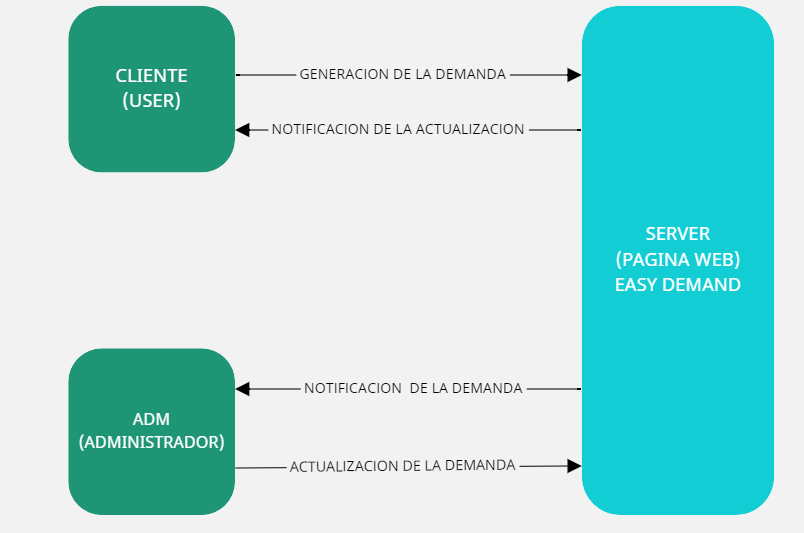 CLIENTE
(USER)
GENERACION DE LA DEMANDA
NOTIFICACION DE LA ACTUALIZACION
SERVER
(PAGINA WEB)
EASY DEMAND
NOTIFICACION  DE LA DEMANDA
ADM
(ADMINISTRADOR)
ACTUALIZACION DE LA DEMANDA